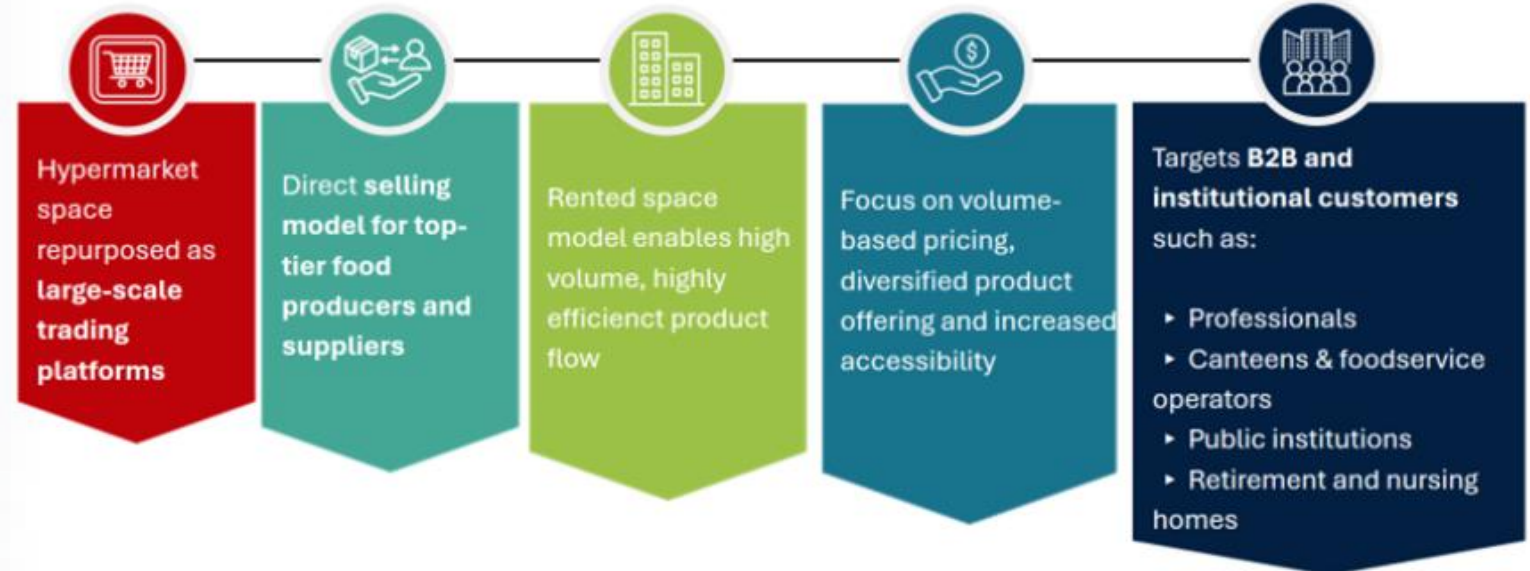 Hypermarket
space
repurposed as
large-scale
trading
platforms
Direct selling
model for top-
tier food
producers and
suppliers
Rented space
model enables high
volume, highly
efficienct product
flow
Focus on volume-
based pricing,
diversified product
offering and increased
accessibility
Targets B2B and
institutional customers
such as:
‣ Professionals
‣ Canteens & foodservice
operators
‣ Public institutions
‣ Retirement and nursing
homes